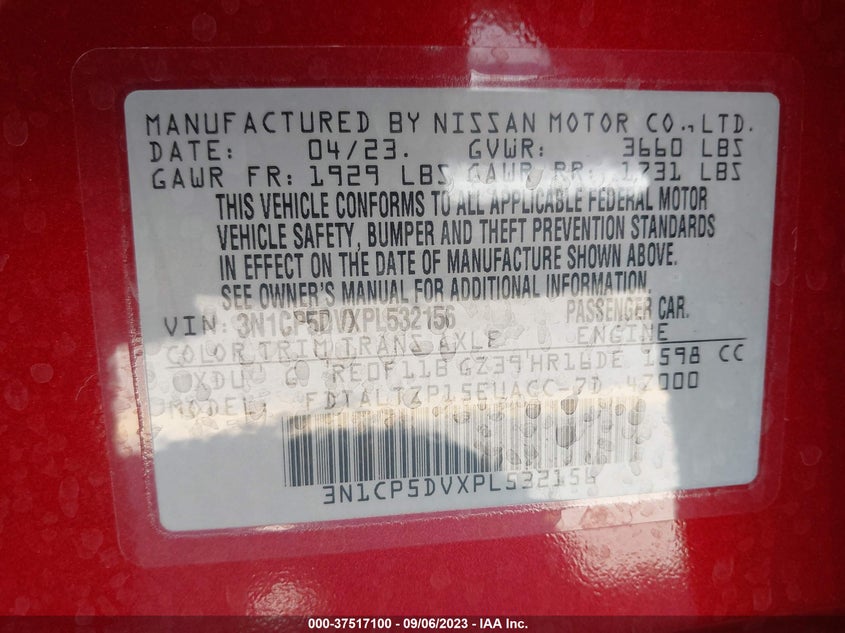 MANUFACTURED BY NISSAN MOTOR CO.,LTD.
DATE: 04/23. GVWR: 3660 LBS
GAWR FR: 1929 LBS GAWR RR: 1731 LBS
THIS VEHICLE CONFORMS TO ALL APPLICABLE FEDERAL MOTOR
VEHICLE SAFETY, BUMPER AND THEFT PREVENTION STANDARDS
IN EFFECT ON THE DATE OF MANUFACTURE SHOWN ABOVE.
SEE OWNER'S MANUAL FOR ADDITIONAL INFORMATION.
VIN: 3N1CP5DVXPL532156 PASSENGER CAR.
COLOR TRIM TRANS AXLE ENGINE
XDU G RE0F11B GZ39 HR16DE 1598 CC
MODEL
3N1CP5DVXPL532156
000-37517100 - 09/06/2023 - IAA Inc.